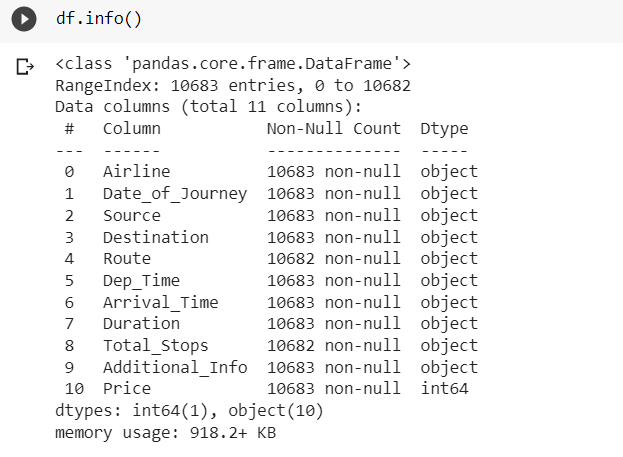 df.info()
<class 'pandas.core.frame.DataFrame'>
RangeIndex: 10683 entries, 0 to 10682
Data columns (total 11 columns):
 #   Column           Non-Null Count  Dtype
---  ------           --------------  -----
 0   Airline          10683 non-null  object
 1   Date_of_Journey  10683 non-null  object
 2   Source           10683 non-null  object
 3   Destination      10683 non-null  object
 4   Route            10682 non-null  object
 5   Dep_Time         10683 non-null  object
 6   Arrival_Time     10683 non-null  object
 7   Duration         10683 non-null  object
 8   Total_Stops      10682 non-null  object
 9   Additional_Info  10683 non-null  object
 10  Price            10683 non-null  int64
dtypes: int64(1), object(10)
memory usage: 918.2+ KB